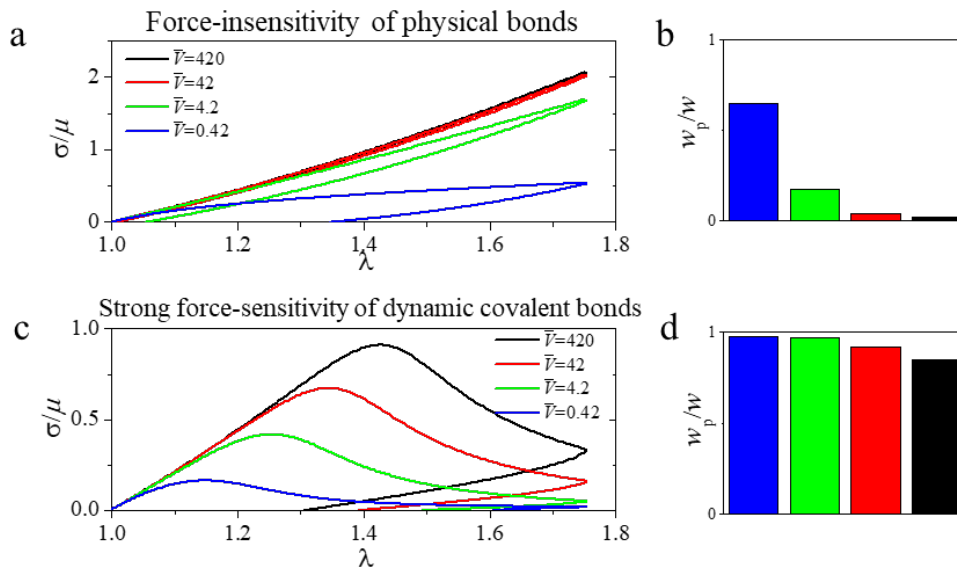 a
Force-insensitivity of physical bonds
V̄=420
V̄=42
V̄=4.2
V̄=0.42
σ/μ
2
1
0
1.0 1.2 1.4 1.6 1.8
λ
b
w_p/w
1
0
c
Strong force-sensitivity of dynamic covalent bonds
V̄=420
V̄=42
V̄=4.2
V̄=0.42
σ/μ
1.0
0.5
0.0
1.0 1.2 1.4 1.6 1.8
λ
d
w_p/w
1
0